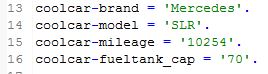 13 coolcar-brand = 'Mercedes'.
14 coolcar-model = 'SLR'.
15 coolcar-mileage = '10254'.
16 coolcar-fueltank_cap = '70'.